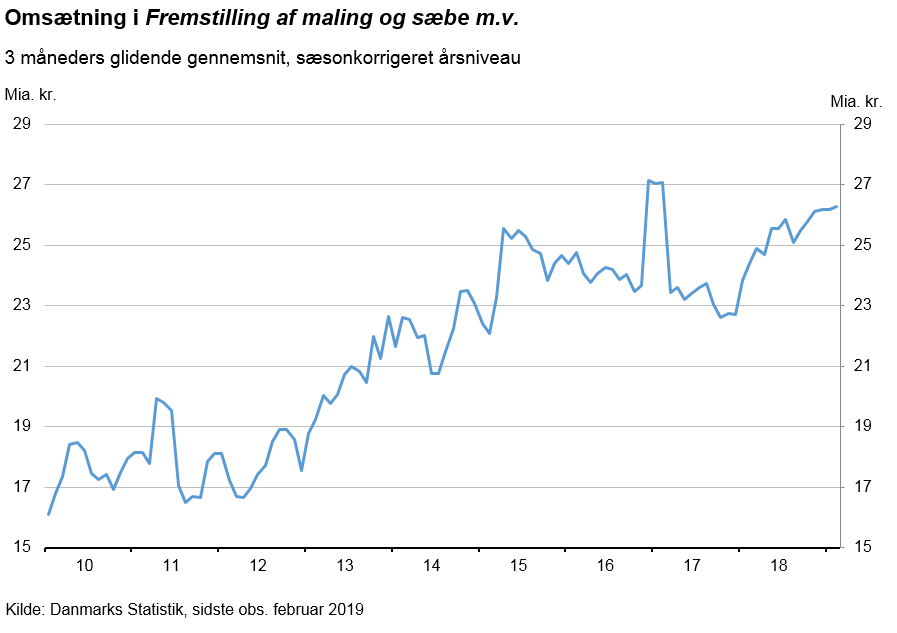 Omsætning i Fremstilling af maling og sæbe m.v.
3 måneders glidende gennemsnit, sæsonkorrigeret årsniveau
Mia. kr.
Mia. kr.
29 29
27 27
25 25
23 23
21 21
19 19
17 17
15 15
10 11 12 13 14 15 16 17 18
Kilde: Danmarks Statistik, sidste obs. februar 2019